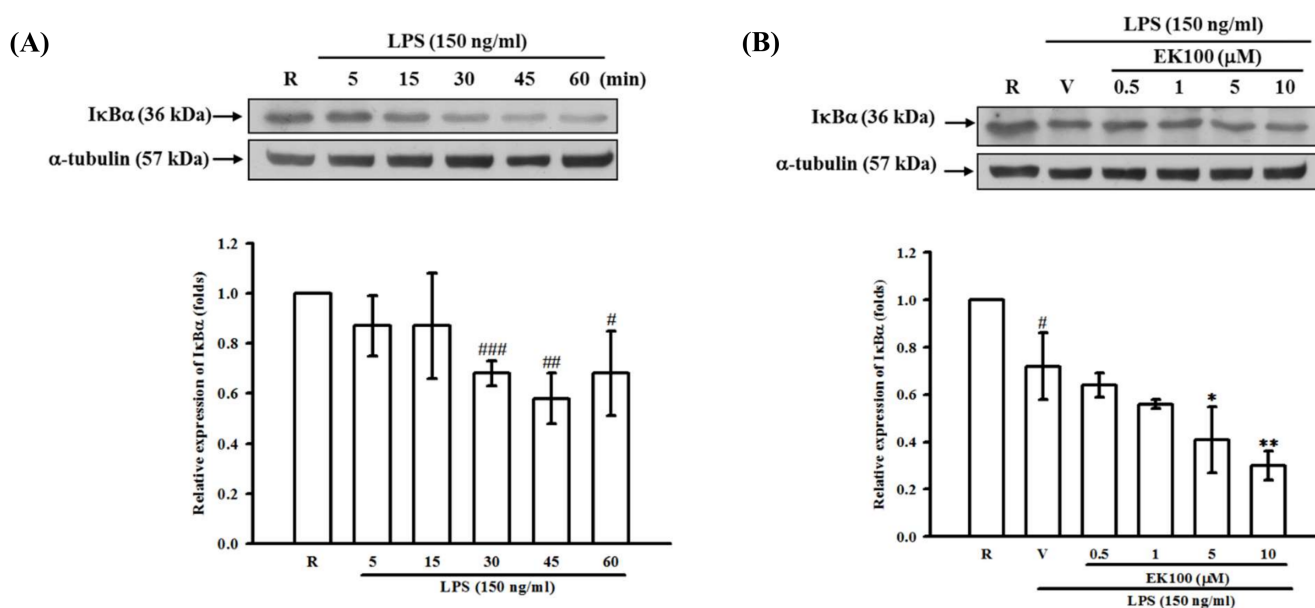 (A)
LPS (150 ng/ml)
R 5 15 30 45 60 (min)
IκBα (36 kDa)
α-tubulin (57 kDa)
Relative expression of IκBα (folds)
1.2
1.0
0.8
0.6
0.4
0.2
0.0
###
##
#
R 5 15 30 45 60
LPS (150 ng/ml)
(B)
LPS (150 ng/ml)
EK100 (μM)
R V 0.5 1 5 10
IκBα (36 kDa)
α-tubulin (57 kDa)
Relative expression of IκBα (folds)
1.2
1.0
0.8
0.6
0.4
0.2
0.0
#
*
**
R V 0.5 1 5 10
EK100 (μM)
LPS (150 ng/ml)